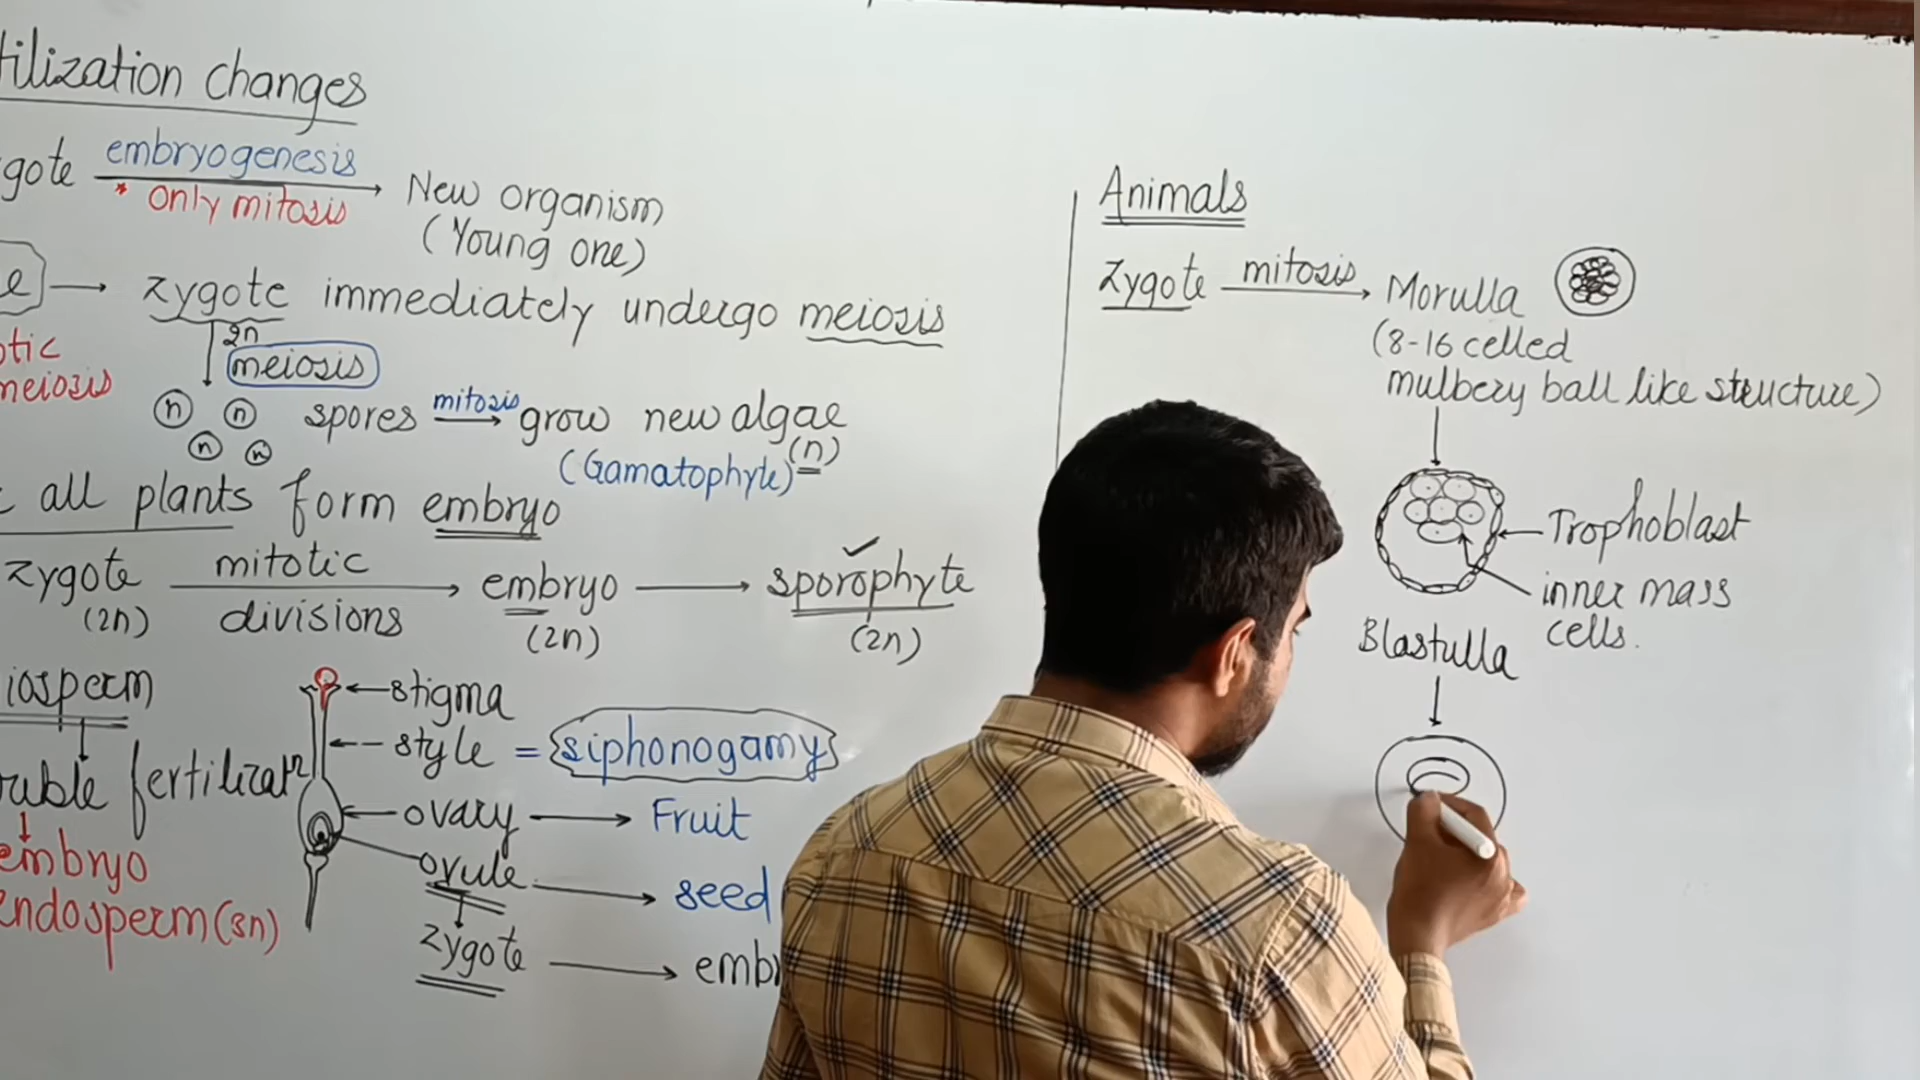 tilization changes
gote embryogenesis
* only mitosis
New organism
(Young one)
e → zygote immediately undergo meiosis
otic
meiosis
2n
meiosis
n n n n
spores mitosis → grow new algae
(n)
(Gamatophyte)
all plants form embryo
zygote mitotic divisions → embryo → sporophyte
(2n) (2n) (2n)
iosperm
uble fertilizatn
embryo
endosperm (3n)
stigma
style = siphonogamy
ovary → Fruit
ovule → seed
zygote → emb
Animals
zygote mitosis → Morulla
(8-16 celled
mulbery ball like structure)
Trophoblast
inner mass
cells.
Blastulla